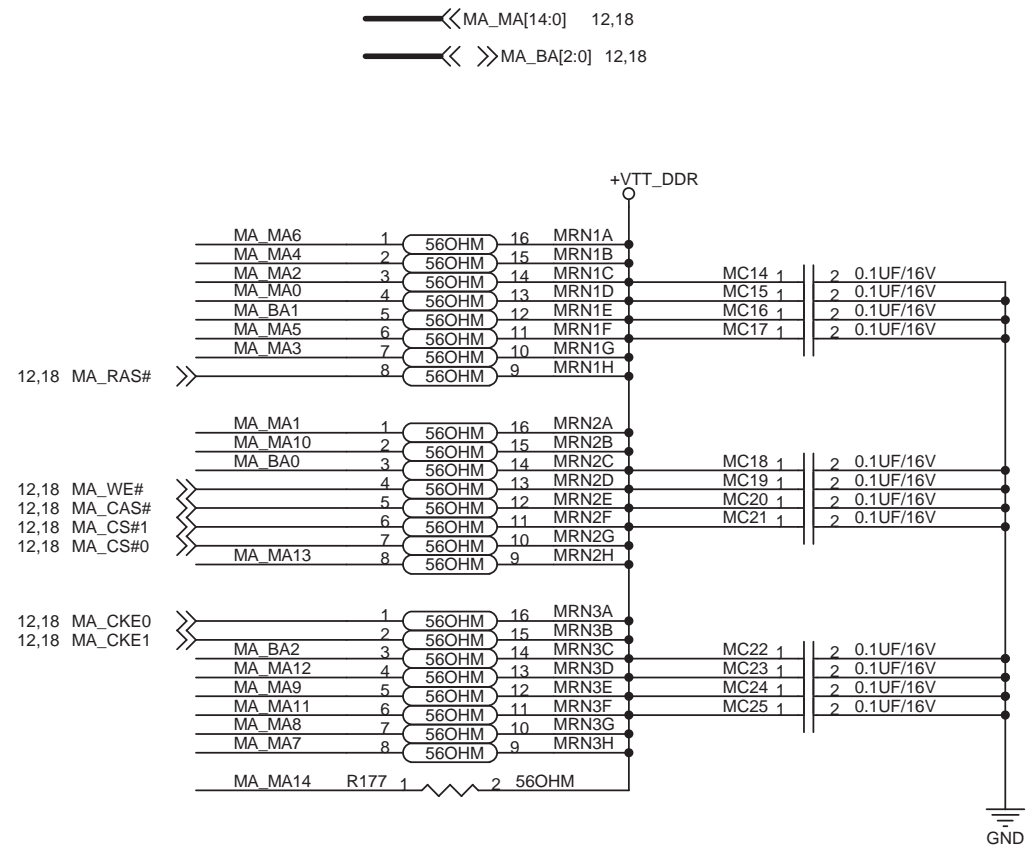 MA_MA[14:0] 12,18
MA_BA[2:0] 12,18
+VTT_DDR
MA_MA6 1 56OHM 16 MRN1A
MA_MA4 2 56OHM 15 MRN1B
MA_MA2 3 56OHM 14 MRN1C MC14 1 2 0.1UF/16V
MA_MA0 4 56OHM 13 MRN1D MC15 1 2 0.1UF/16V
MA_BA1 5 56OHM 12 MRN1E MC16 1 2 0.1UF/16V
MA_MA5 6 56OHM 11 MRN1F MC17 1 2 0.1UF/16V
MA_MA3 7 56OHM 10 MRN1G
12,18 MA_RAS# 8 56OHM 9 MRN1H
MA_MA1 1 56OHM 16 MRN2A
MA_MA10 2 56OHM 15 MRN2B
MA_BA0 3 56OHM 14 MRN2C MC18 1 2 0.1UF/16V
12,18 MA_WE# 4 56OHM 13 MRN2D MC19 1 2 0.1UF/16V
12,18 MA_CAS# 5 56OHM 12 MRN2E MC20 1 2 0.1UF/16V
12,18 MA_CS#1 6 56OHM 11 MRN2F MC21 1 2 0.1UF/16V
12,18 MA_CS#0 7 56OHM 10 MRN2G
MA_MA13 8 56OHM 9 MRN2H
12,18 MA_CKE0 1 56OHM 16 MRN3A
12,18 MA_CKE1 2 56OHM 15 MRN3B
MA_BA2 3 56OHM 14 MRN3C MC22 1 2 0.1UF/16V
MA_MA12 4 56OHM 13 MRN3D MC23 1 2 0.1UF/16V
MA_MA9 5 56OHM 12 MRN3E MC24 1 2 0.1UF/16V
MA_MA11 6 56OHM 11 MRN3F MC25 1 2 0.1UF/16V
MA_MA8 7 56OHM 10 MRN3G
MA_MA7 8 56OHM 9 MRN3H
MA_MA14 R177 1 2 56OHM
GND